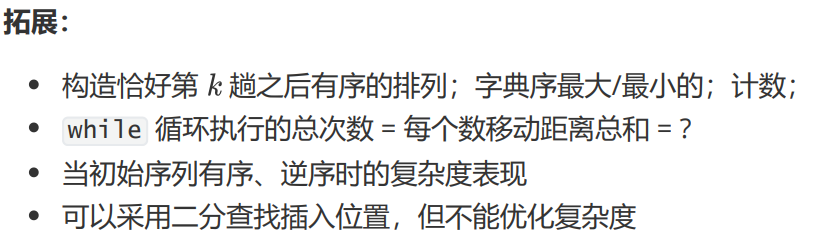 拓展：
构造恰好第 k 趟之后有序的排列；字典序最大/最小的；计数；
while 循环执行的总次数 = 每个数移动距离总和 = ？
当初始序列有序、逆序时的复杂度表现
可以采用二分查找插入位置，但不能优化复杂度